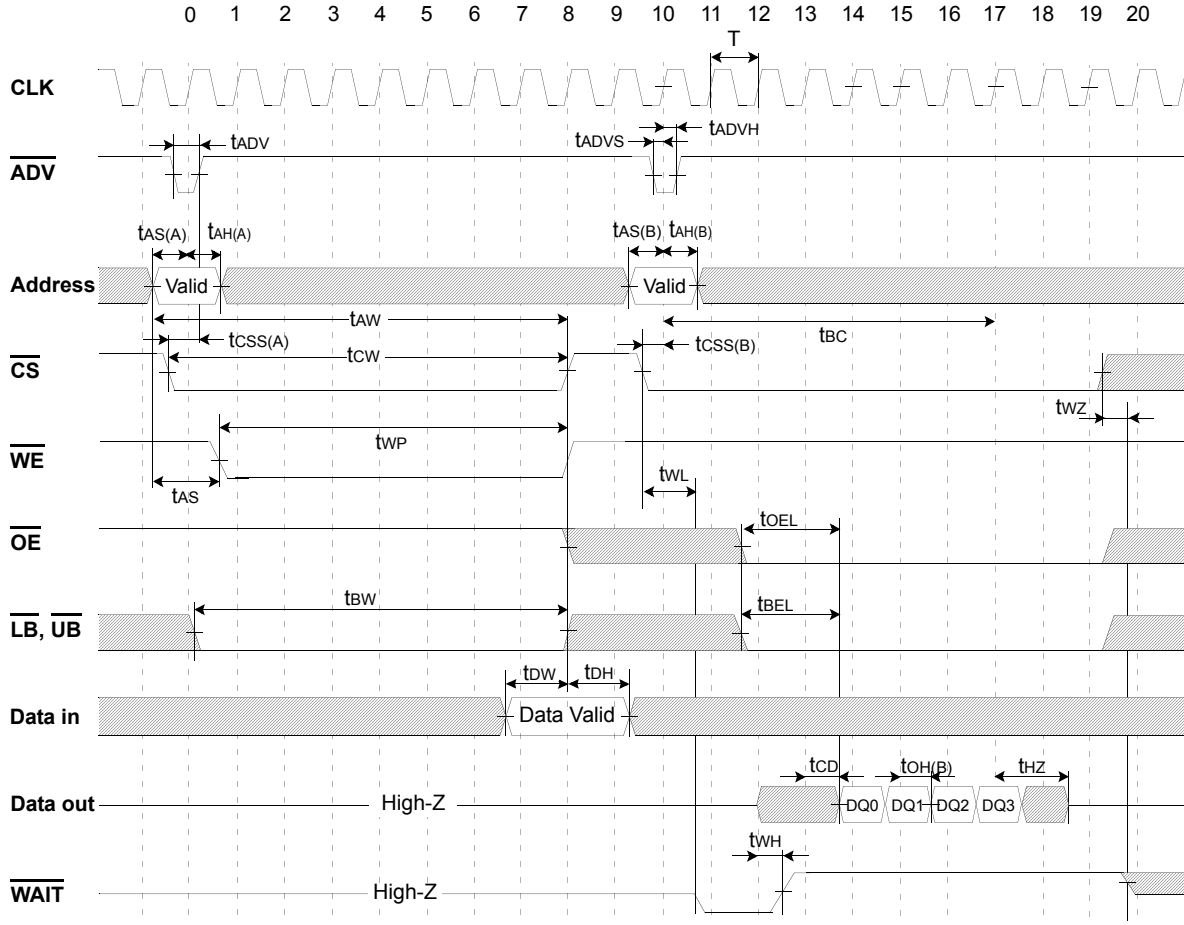 0 1 2 3 4 5 6 7 8 9 10 11 12 13 14 15 16 17 18 19 20
T
CLK
tADV
tADVS
tADVH
ADV
tAS(A) tAH(A) tAS(B) tAH(B)
Address Valid Valid
tAW
tBC
tCSS(A) tCSS(B)
tCW
CS
tWZ
tWP
WE
tAS
tWL
tOEL
OE
tBW
tBEL
LB, UB
tDW tDH
Data in Data Valid
tCD tOH(B) tHZ
Data out High-Z DQ0 DQ1 DQ2 DQ3
tWH
WAIT High-Z